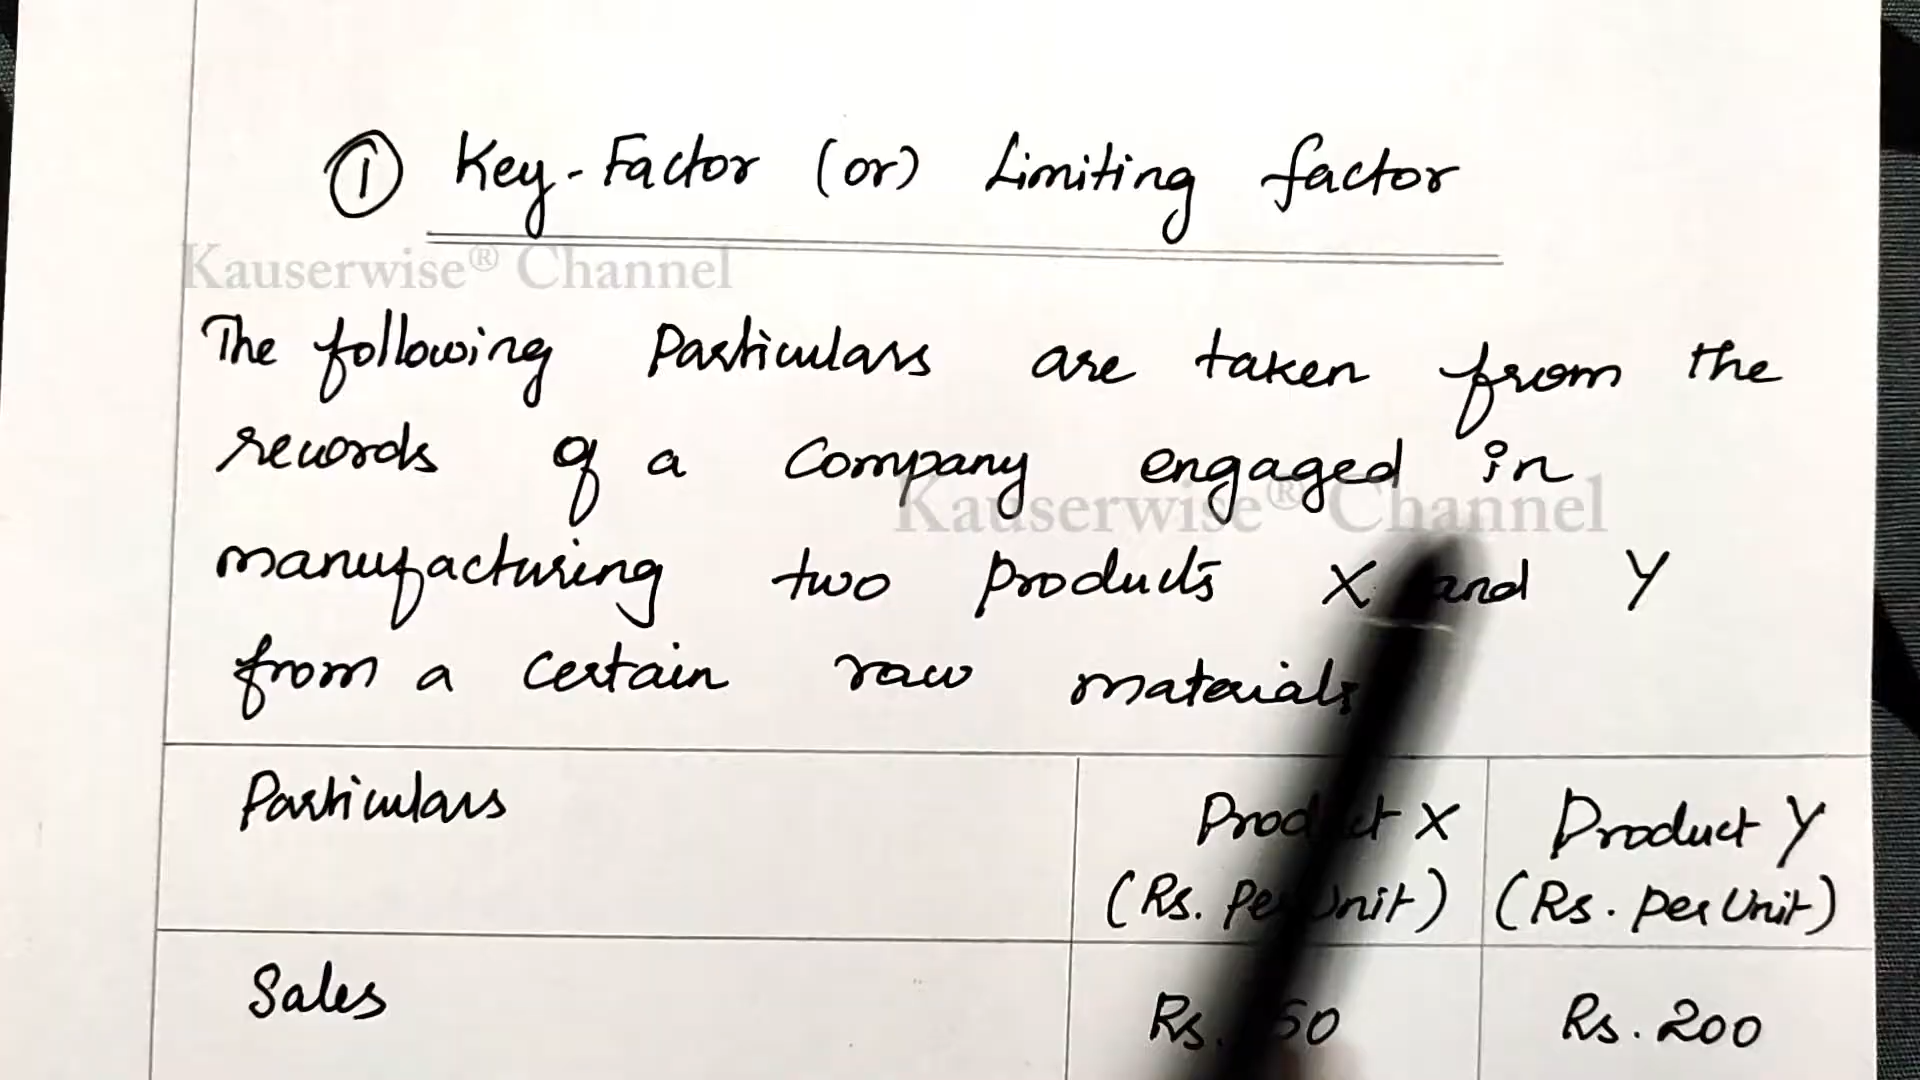 ① Key-Factor (or) Limiting factor
Kauserwise® Channel
The following Particulars are taken from the
records of a Company engaged in
Kauserwise® Channel
manufacturing two products X and Y
from a certain raw materials
Particulars
Product X
(Rs. Per Unit)
Product Y
(Rs. per Unit)
Sales
Rs.
Rs. 200